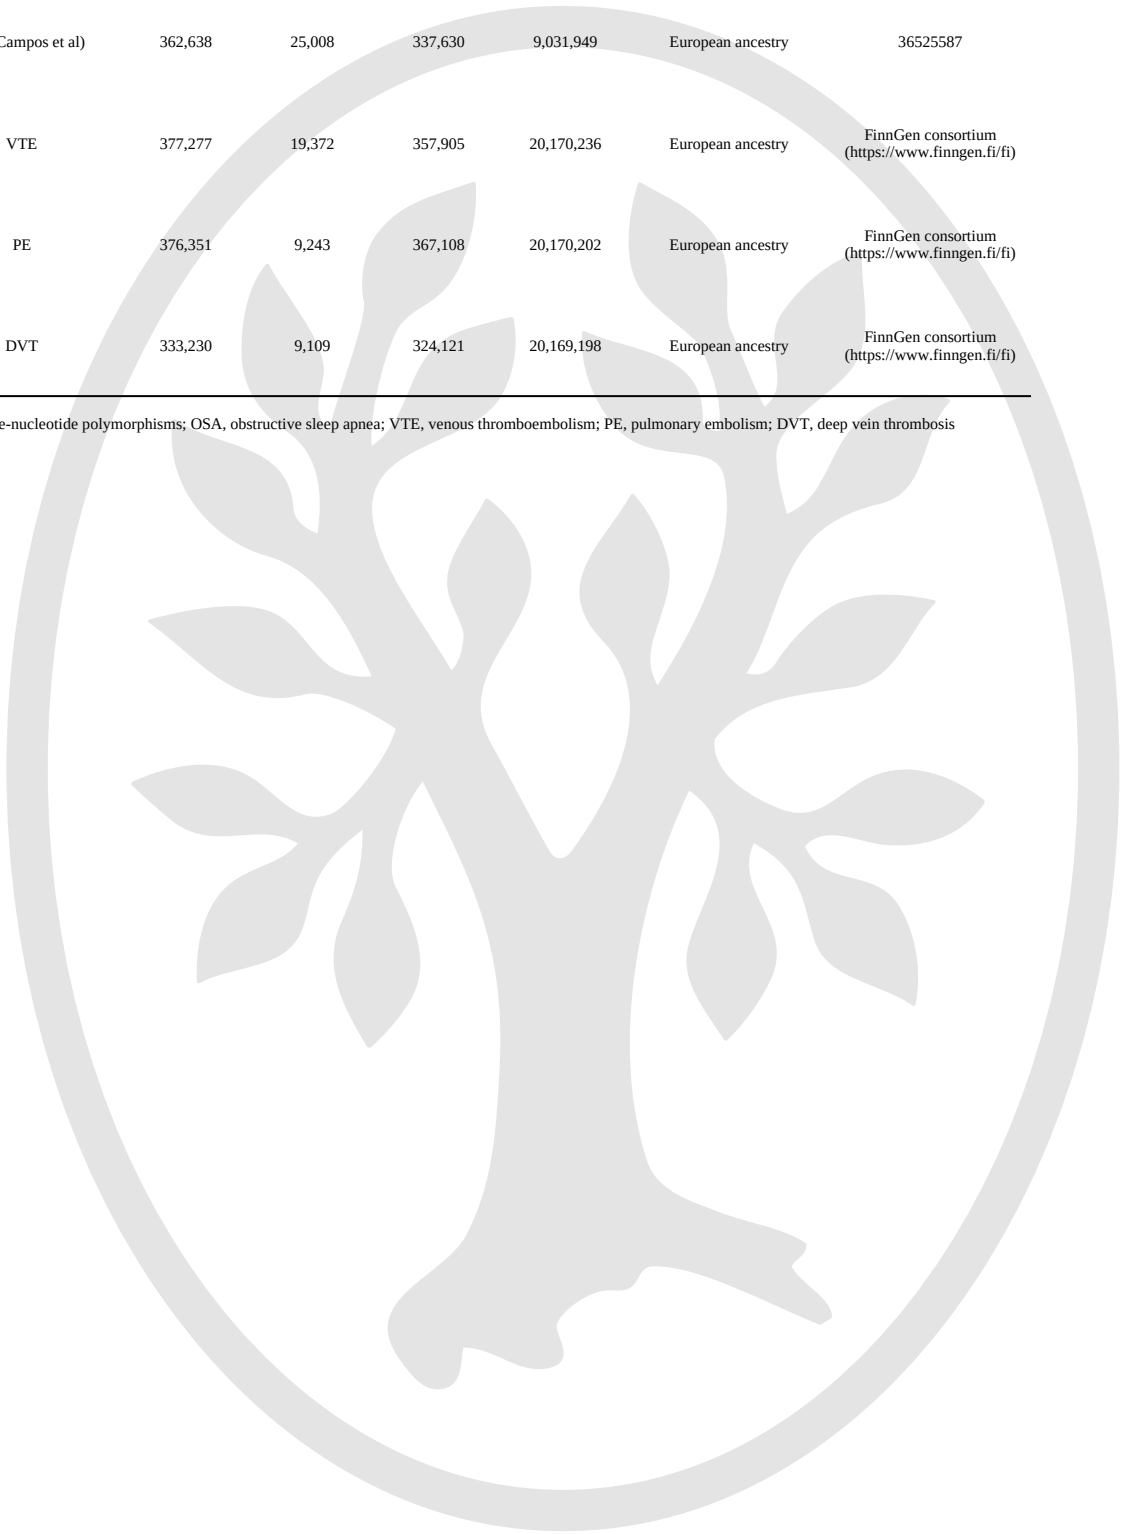 Campos et al) 362,638 25,008 337,630 9,031,949 European ancestry 36525587
VTE 377,277 19,372 357,905 20,170,236 European ancestry FinnGen consortium
(https://www.finngen.fi/fi)
PE 376,351 9,243 367,108 20,170,202 European ancestry FinnGen consortium
(https://www.finngen.fi/fi)
DVT 333,230 9,109 324,121 20,169,198 European ancestry FinnGen consortium
(https://www.finngen.fi/fi)
e-nucleotide polymorphisms; OSA, obstructive sleep apnea; VTE, venous thromboembolism; PE, pulmonary embolism; DVT, deep vein thrombosis